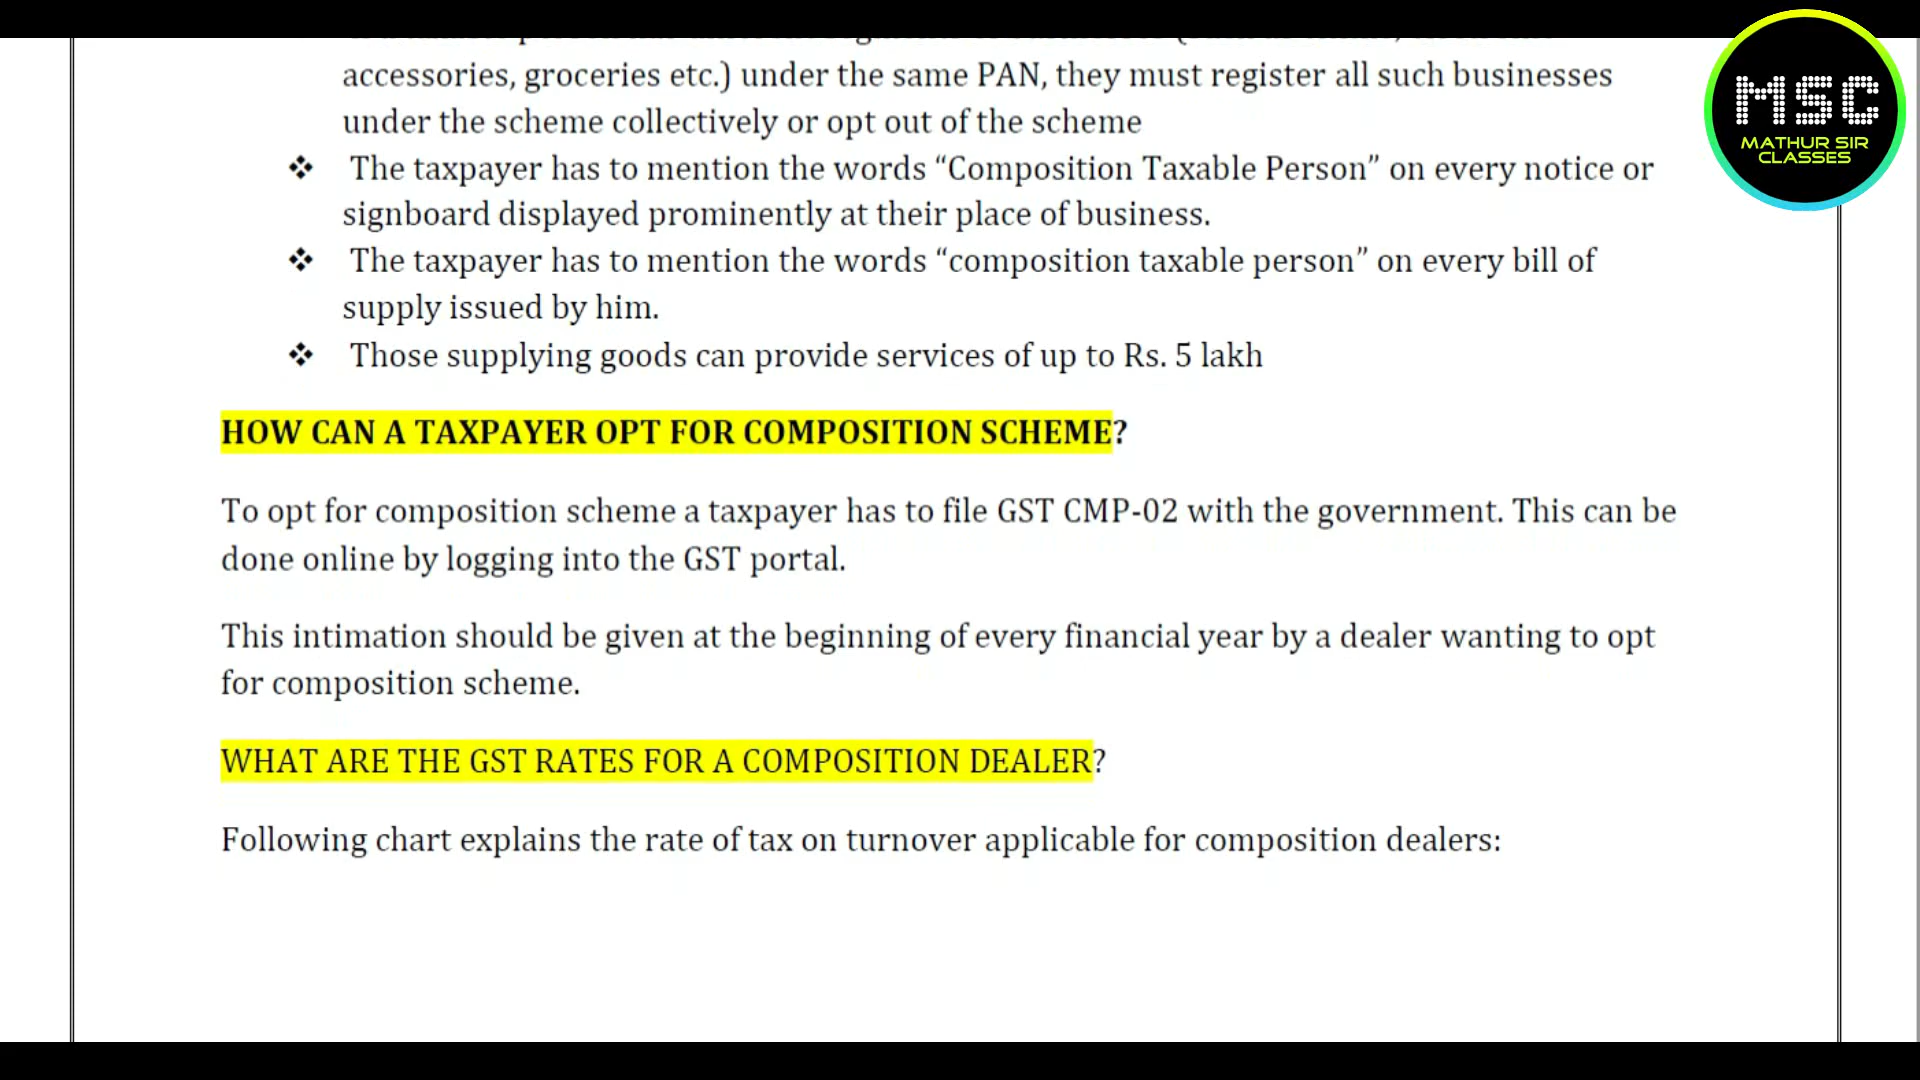 accessories, groceries etc.) under the same PAN, they must register all such businesses
under the scheme collectively or opt out of the scheme
❖ The taxpayer has to mention the words “Composition Taxable Person” on every notice or
signboard displayed prominently at their place of business.
❖ The taxpayer has to mention the words “composition taxable person” on every bill of
supply issued by him.
❖ Those supplying goods can provide services of up to Rs. 5 lakh
HOW CAN A TAXPAYER OPT FOR COMPOSITION SCHEME?
To opt for composition scheme a taxpayer has to file GST CMP-02 with the government. This can be
done online by logging into the GST portal.
This intimation should be given at the beginning of every financial year by a dealer wanting to opt
for composition scheme.
WHAT ARE THE GST RATES FOR A COMPOSITION DEALER?
Following chart explains the rate of tax on turnover applicable for composition dealers:
MSC
MATHUR SIR
CLASSES